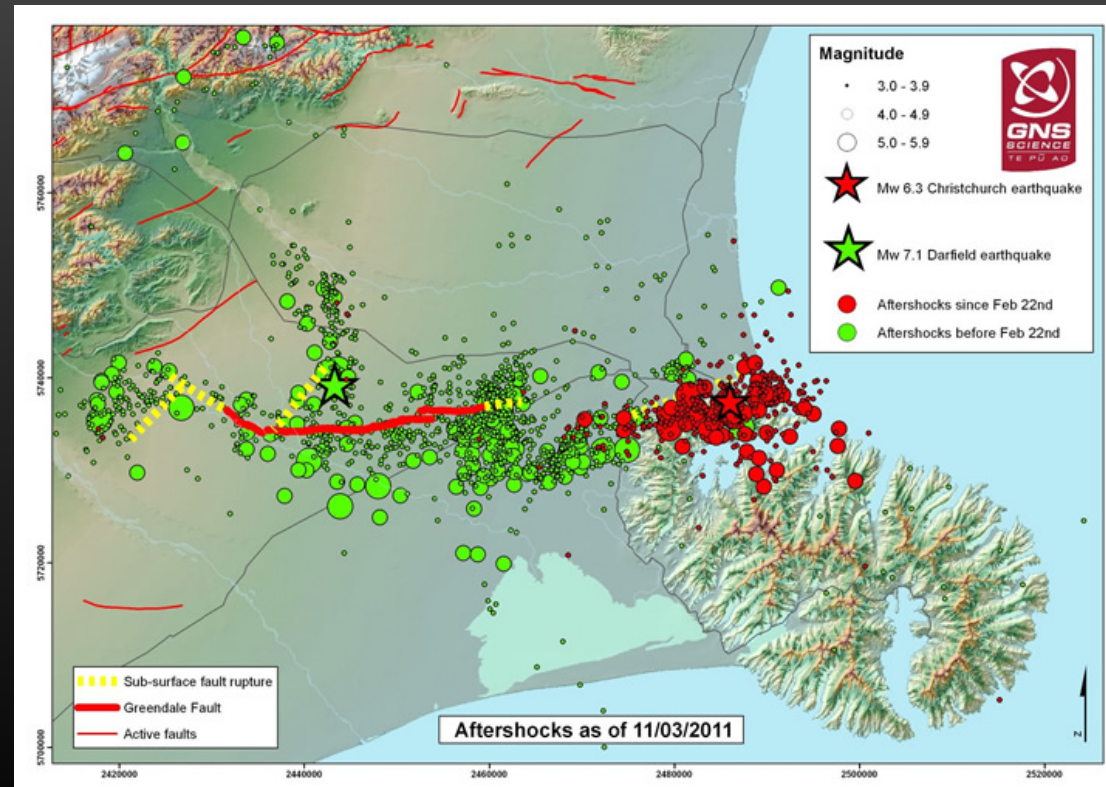 Magnitude
3.0 - 3.9
4.0 - 4.9
5.0 - 5.9
GNS
SCIENCE
TE PŪ AO
Mw 6.3 Christchurch earthquake
Mw 7.1 Darfield earthquake
Aftershocks since Feb 22nd
Aftershocks before Feb 22nd
5760000
5740000
5720000
5700000
Sub-surface fault rupture
Greendale Fault
Active faults
Aftershocks as of 11/03/2011
Z
2420000
2440000
2460000
2480000
2500000
2520000